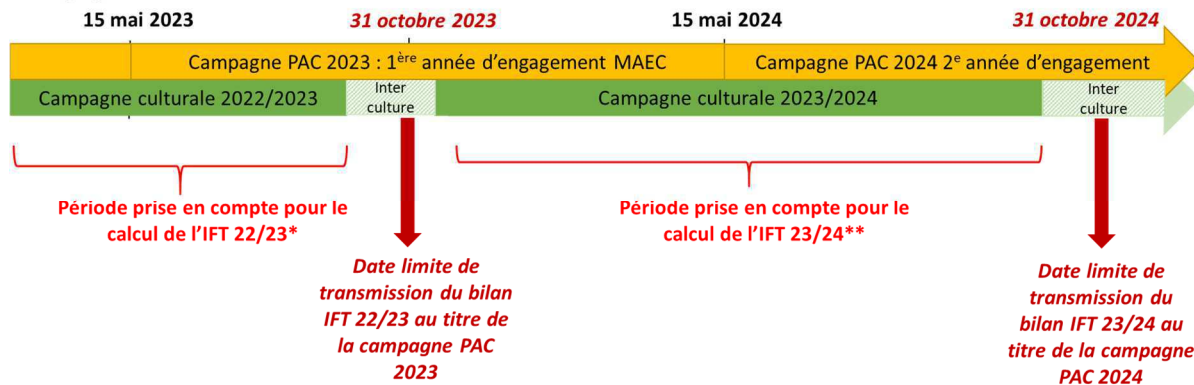 15 mai 2023
31 octobre 2023
15 mai 2024
31 octobre 2024
Campagne PAC 2023 : 1ère année d'engagement MAEC
Campagne PAC 2024 2e année d'engagement
Campagne culturale 2022/2023
Inter
culture
Campagne culturale 2023/2024
Inter
culture
Période prise en compte pour le
calcul de l'IFT 22/23*
Période prise en compte pour le
calcul de l'IFT 23/24**
Date limite de
transmission du bilan
IFT 22/23 au titre de
la campagne PAC
2023
Date limite de
transmission du
bilan IFT 23/24 au
titre de la campagne
PAC 2024